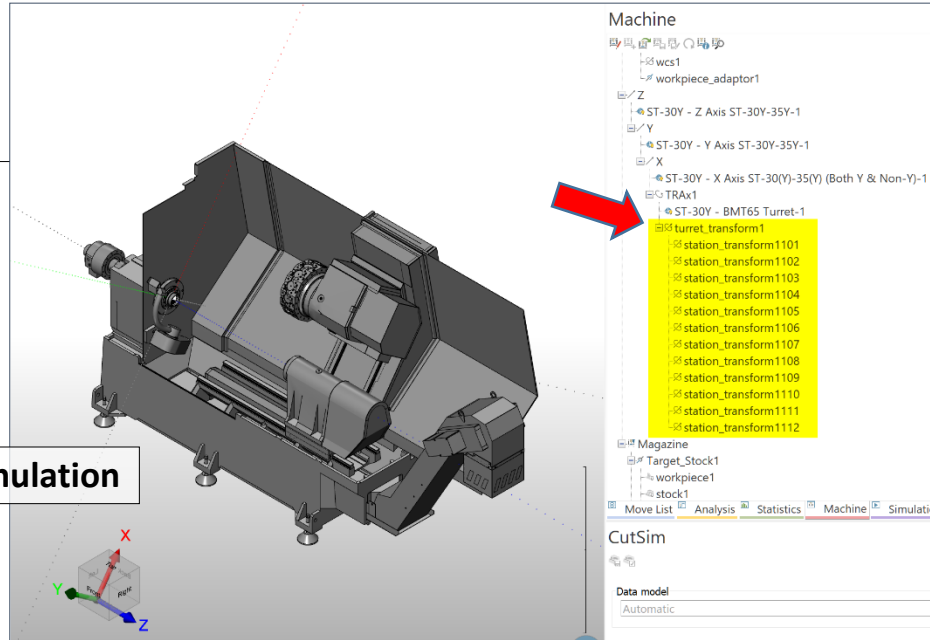 Machine
wcs1
workpiece_adaptor1
Z
ST-30Y - Z Axis ST-30Y-35Y-1
Y
ST-30Y - Y Axis ST-30Y-35Y-1
X
ST-30Y - X Axis ST-30(Y)-35(Y) (Both Y & Non-Y)-1
TRAx1
ST-30Y - BMT65 Turret-1
turret_transform1
station_transform1101
station_transform1102
station_transform1103
station_transform1104
station_transform1105
station_transform1106
station_transform1107
station_transform1108
station_transform1109
station_transform1110
station_transform1111
station_transform1112
Magazine
Target_Stock1
workpiece1
stock1
Move List Analysis Statistics Machine Simulati
CutSim
Data model
Automatic
mulation
X
Y
Z
Front
Right